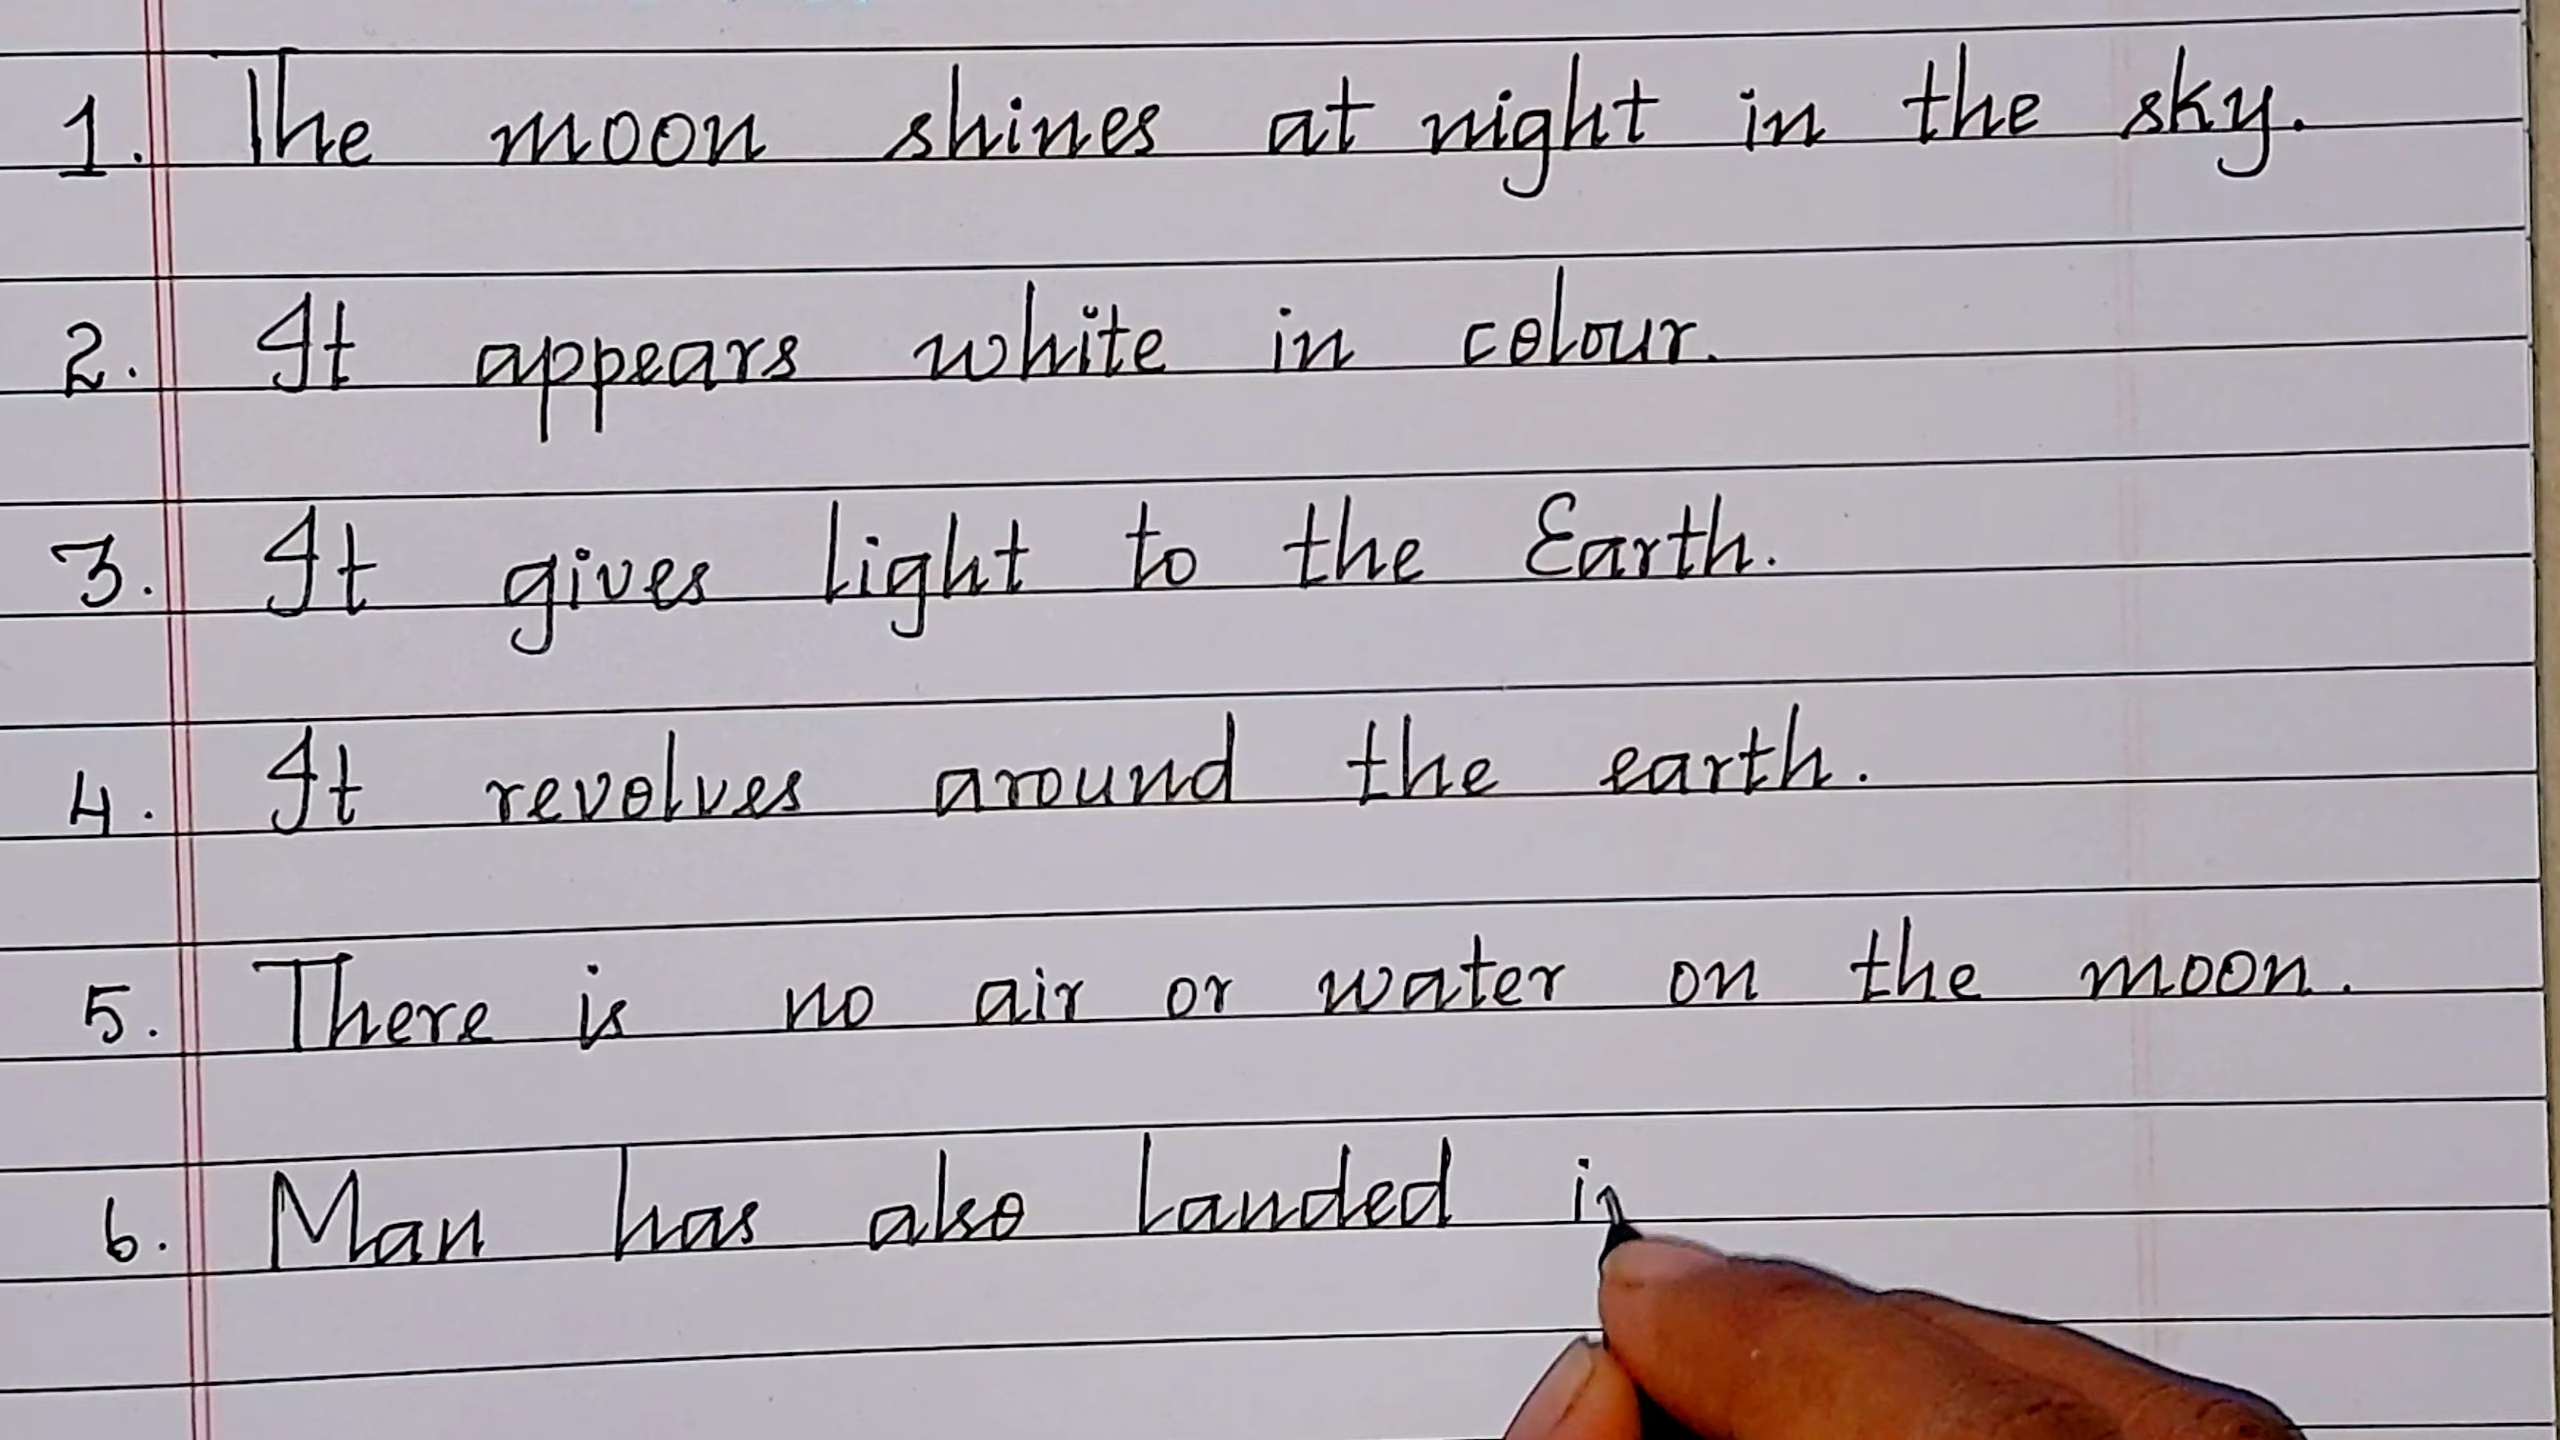 1. The moon shines at night in the sky.
2. It appears white in colour.
3. It gives light to the Earth.
4. It revolves around the earth.
5. There is no air or water on the moon.
6. Man has also landed